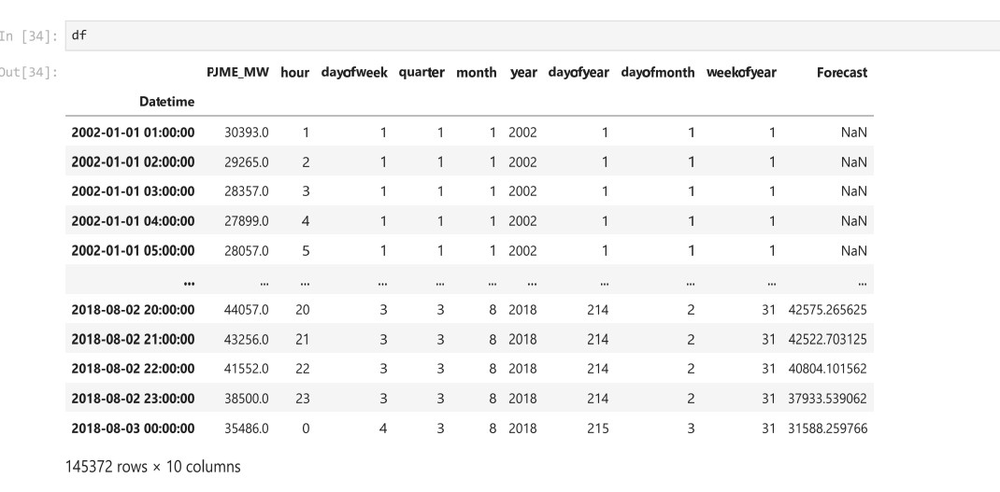 In [34]: df
Out[34]:
PJME_MW hour dayofweek quarter month year dayofyear dayofmonth weekofyear Forecast
Datetime
2002-01-01 01:00:00 30393.0 1 1 1 1 2002 1 1 1 NaN
2002-01-01 02:00:00 29265.0 2 1 1 1 2002 1 1 1 NaN
2002-01-01 03:00:00 28357.0 3 1 1 1 2002 1 1 1 NaN
2002-01-01 04:00:00 27899.0 4 1 1 1 2002 1 1 1 NaN
2002-01-01 05:00:00 28057.0 5 1 1 1 2002 1 1 1 NaN
... ... ... ... ... ... ... ... ... ... ...
2018-08-02 20:00:00 44057.0 20 3 3 8 2018 214 2 31 42575.265625
2018-08-02 21:00:00 43256.0 21 3 3 8 2018 214 2 31 42522.703125
2018-08-02 22:00:00 41552.0 22 3 3 8 2018 214 2 31 40804.101562
2018-08-02 23:00:00 38500.0 23 3 3 8 2018 214 2 31 37933.539062
2018-08-03 00:00:00 35486.0 0 4 3 8 2018 215 3 31 31588.259766
145372 rows × 10 columns